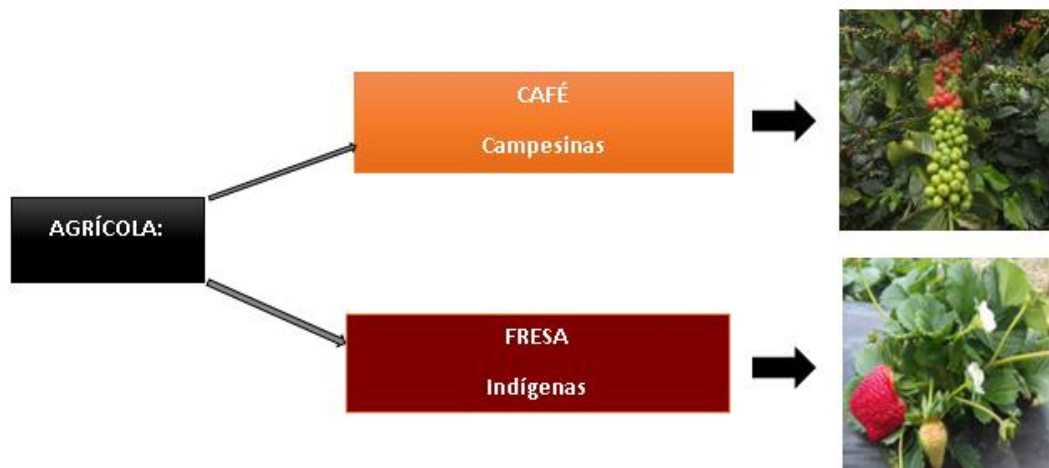 CAFÉ
Campesinas
AGRÍCOLA:
FRESA
Indígenas